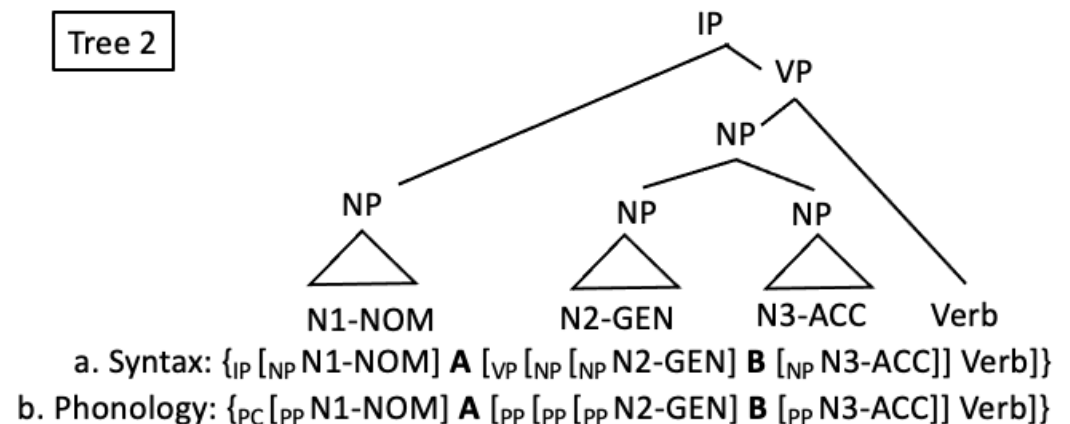 Tree 2
IP
VP
NP
NP NP NP
N1-NOM N2-GEN N3-ACC Verb
a. Syntax: {IP [NP N1-NOM] A [VP [NP [NP N2-GEN] B [NP N3-ACC]] Verb]}
b. Phonology: {PC [PP N1-NOM] A [PP [PP [PP N2-GEN] B [PP N3-ACC]] Verb]}